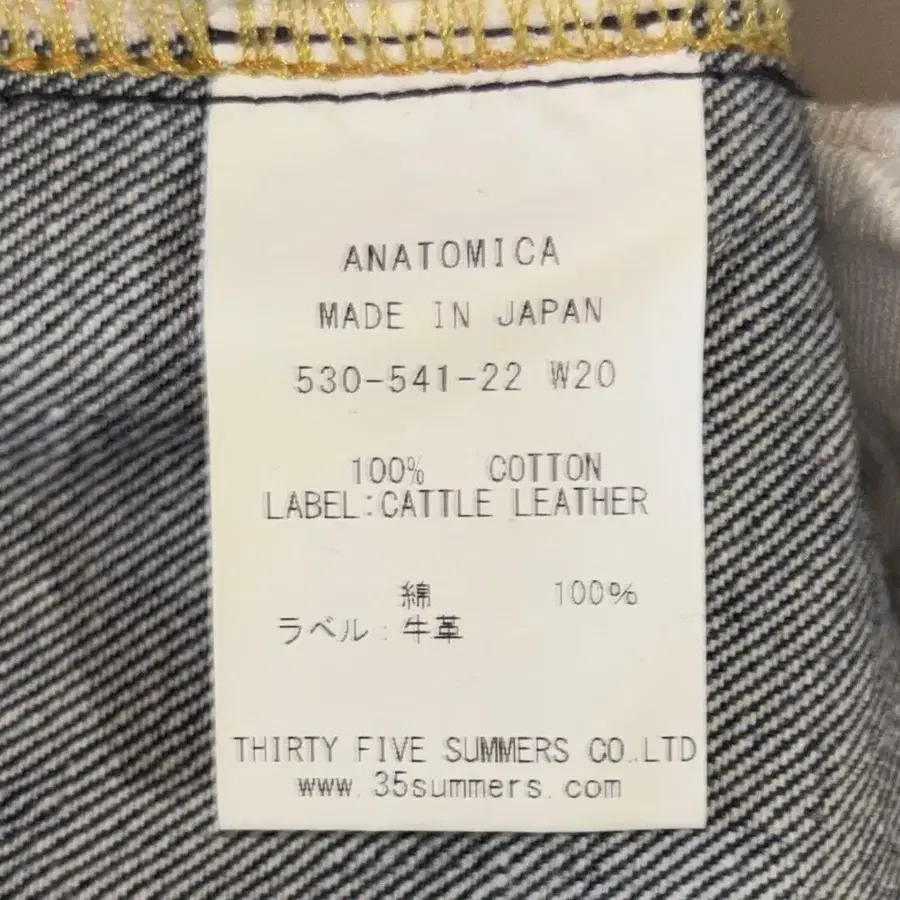 ANATOMICA
MADE IN JAPAN
530-541-22 W20
100% COTTON
LABEL:CATTLE LEATHER
綿 100%
ラベル:牛革
THIRTY FIVE SUMMERS CO.LTD
www.35summers.com